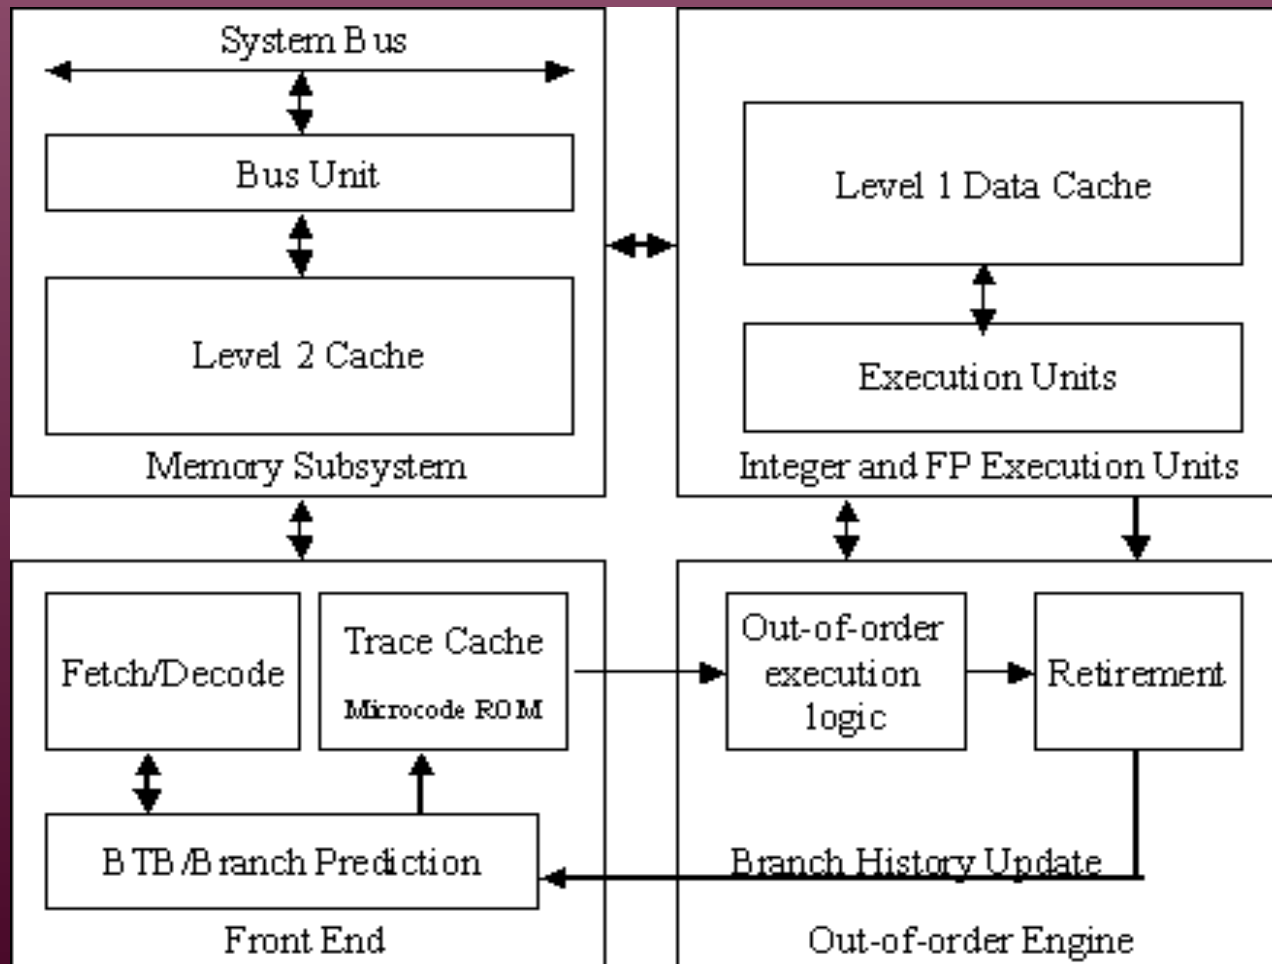 System Bus
Bus Unit
Level 2 Cache
Memory Subsystem
Level 1 Data Cache
Execution Units
Integer and FP Execution Units
Fetch/Decode
Trace Cache
Microcode ROM
BTB/Branch Prediction
Front End
Out-of-order
execution
logic
Retirement
Branch History Update
Out-of-order Engine